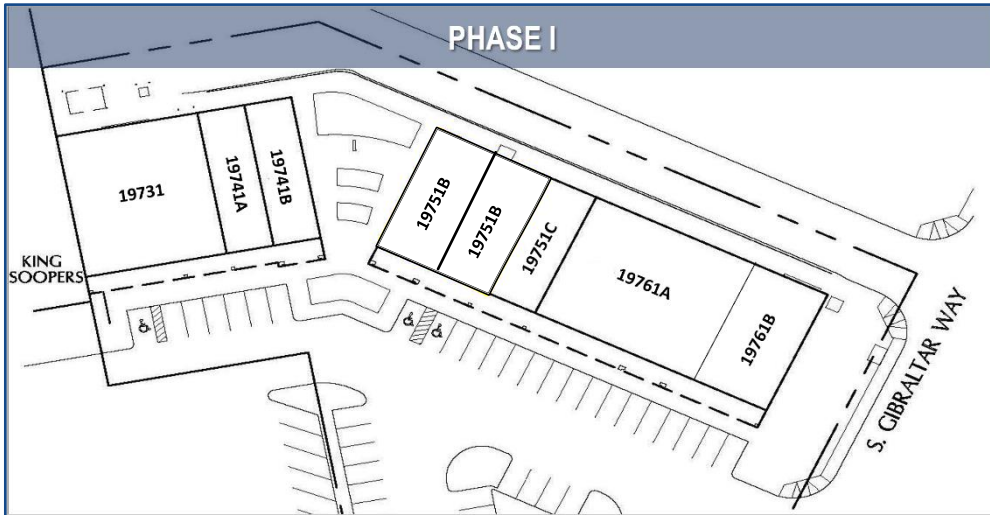 PHASE I
19731
19741A
19741B
KING
SOOPERS
19751B
19751B
19751C
19761A
19761B
S. GIBRALTAR WAY